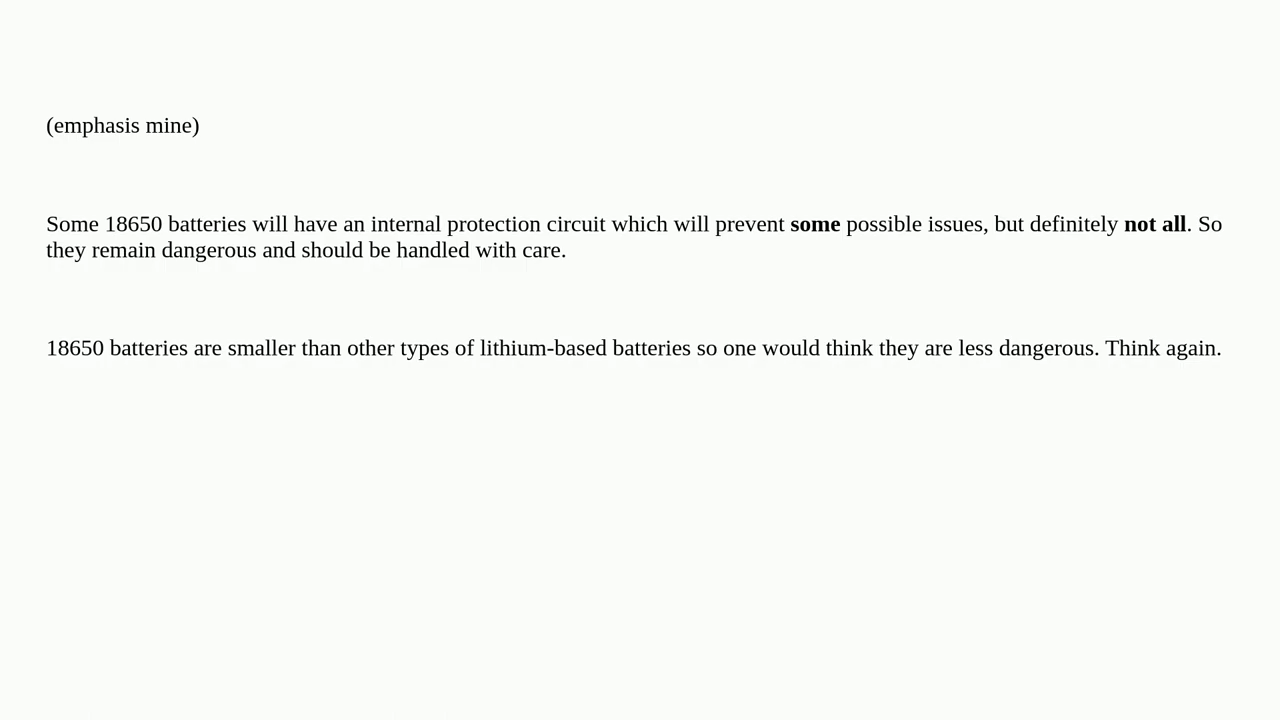 (emphasis mine)
Some 18650 batteries will have an internal protection circuit which will prevent some possible issues, but definitely not all. So
they remain dangerous and should be handled with care.
18650 batteries are smaller than other types of lithium-based batteries so one would think they are less dangerous. Think again.